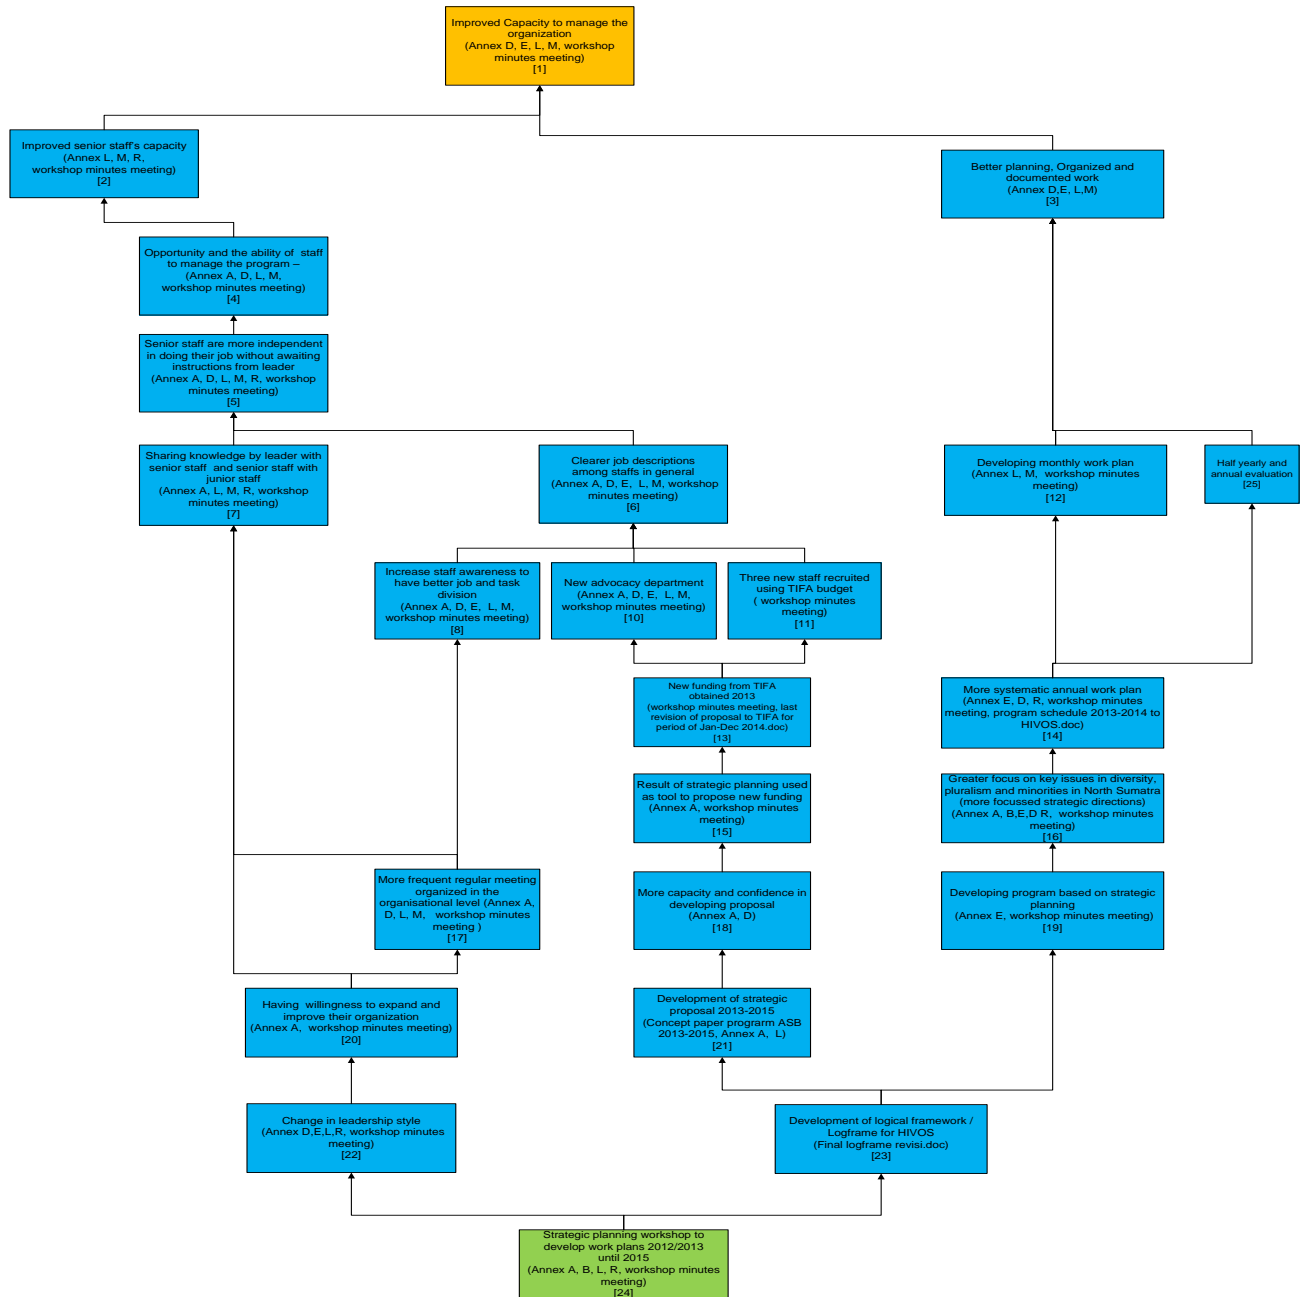 Improved Capacity to manage the
organization
(Annex D, E, L, M, workshop
minutes meeting)
[1]
Improved senior staff's capacity
(Annex L, M, R,
workshop minutes meeting)
[2]
Better planning, Organized and
documented work
(Annex D,E, L,M)
[3]
Opportunity and the ability of staff
to manage the program –
(Annex A, D, L, M,
workshop minutes meeting)
[4]
Senior staff are more independent
in doing their job without awaiting
instructions from leader
(Annex A, D, L, M, R, workshop
minutes meeting)
[5]
Sharing knowledge by leader with
senior staff and senior staff with
junior staff
(Annex A, L, M, R, workshop
minutes meeting)
[7]
Clearer job descriptions
among staffs in general
(Annex A, D, E, L, M, workshop
minutes meeting)
[6]
Developing monthly work plan
(Annex L, M, workshop minutes
meeting)
[12]
Half yearly and
annual evaluation
[25]
Increase staff awareness to
have better job and task
division
(Annex A, D, E, L, M,
workshop minutes meeting)
[8]
New advocacy department
(Annex A, D, E, L, M,
workshop minutes meeting)
[10]
Three new staff recruited
using TIFA budget
( workshop minutes
meeting)
[11]
New funding from TIFA
obtained 2013
(workshop minutes meeting, last
revision of proposal to TIFA for
period of Jan-Dec 2014.doc)
[13]
More systematic annual work plan
(Annex E, D, R, workshop minutes
meeting, program schedule 2013-2014 to
HIVOS.doc)
[14]
Result of strategic planning used
as tool to propose new funding
(Annex A, workshop minutes
meeting)
[15]
Greater focus on key issues in diversity,
pluralism and minorities in North Sumatra
(more focussed strategic directions)
(Annex A, B,E,D R, workshop minutes
meeting)
[16]
More frequent regular meeting
organized in the
organisational level (Annex A,
D, L, M, workshop minutes
meeting )
[17]
More capacity and confidence in
developing proposal
(Annex A, D)
[18]
Developing program based on strategic
planning
(Annex E, workshop minutes meeting)
[19]
Having willingness to expand and
improve their organization
(Annex A, workshop minutes meeting)
[20]
Development of strategic
proposal 2013-2015
(Concept paper prograrm ASB
2013-2015, Annex A, L)
[21]
Change in leadership style
(Annex D,E,L,R, workshop minutes
meeting)
[22]
Development of logical framework /
Logframe for HIVOS
(Final logframe revisi.doc)
[23]
Strategic planning workshop to
develop work plans 2012/2013
until 2015
(Annex A, B, L, R, workshop minutes
meeting)
[24]